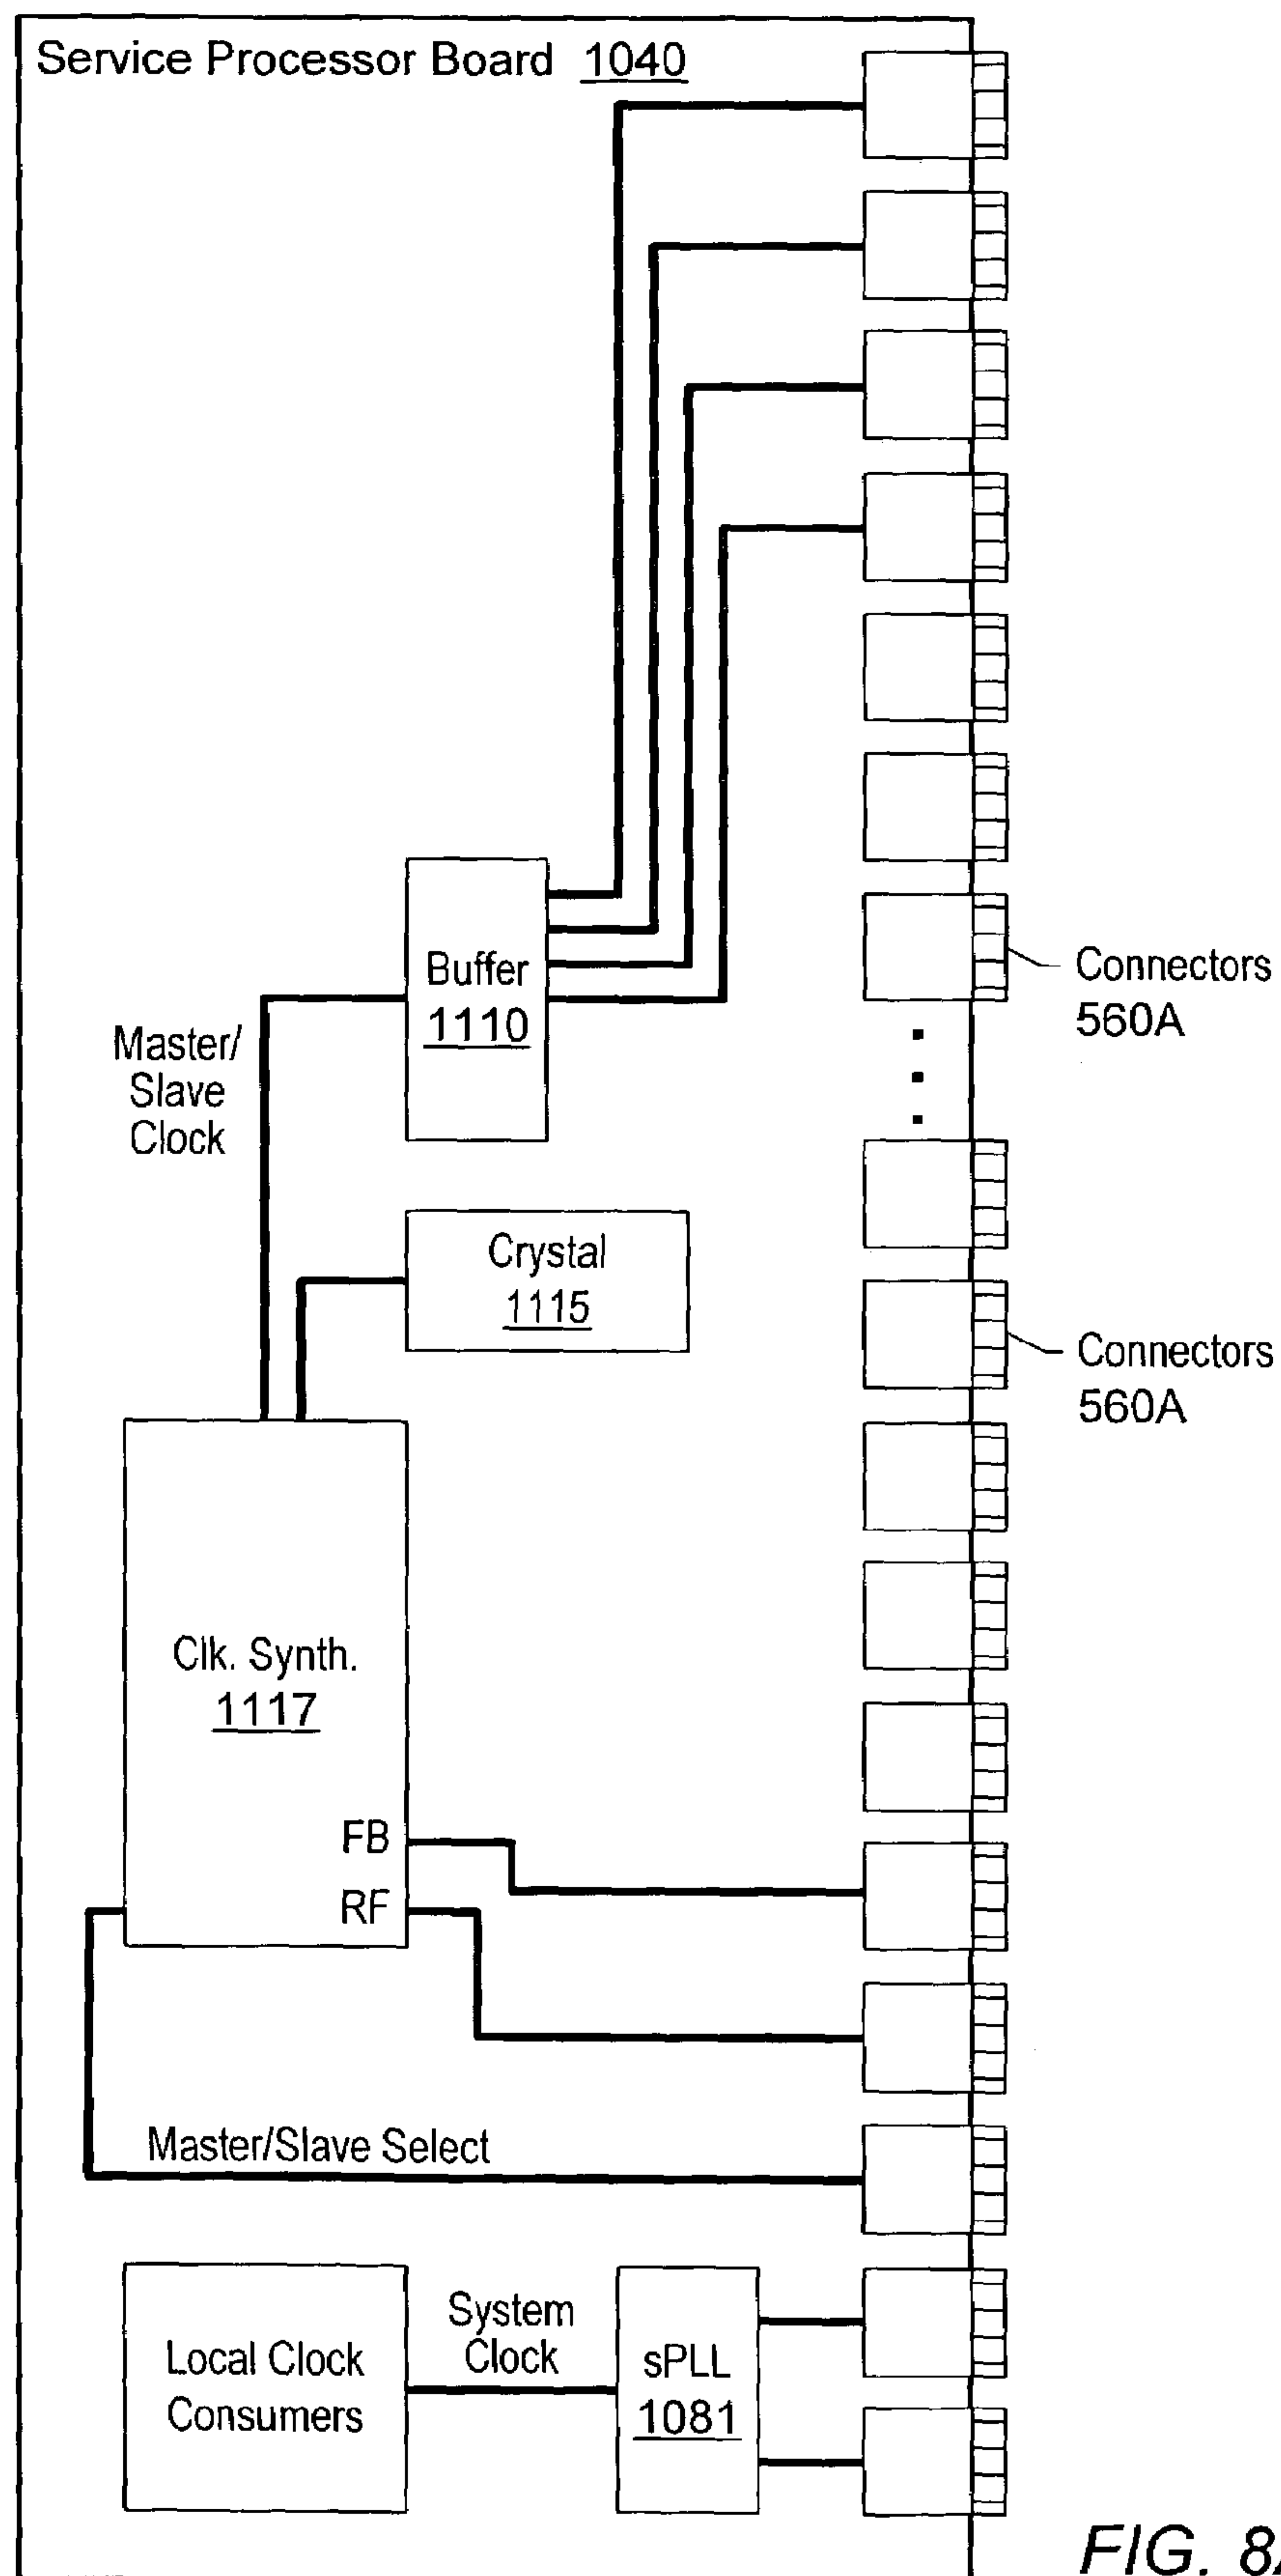 Service Processor Board 1040
Buffer
1110
Connectors
560A
Master/
Slave
Clock
Crystal
1115
Connectors
560A
Clk. Synth.
1117
FB
RF
Master/Slave Select
Local Clock
Consumers
System
Clock
sPLL
1081
FIG. 8